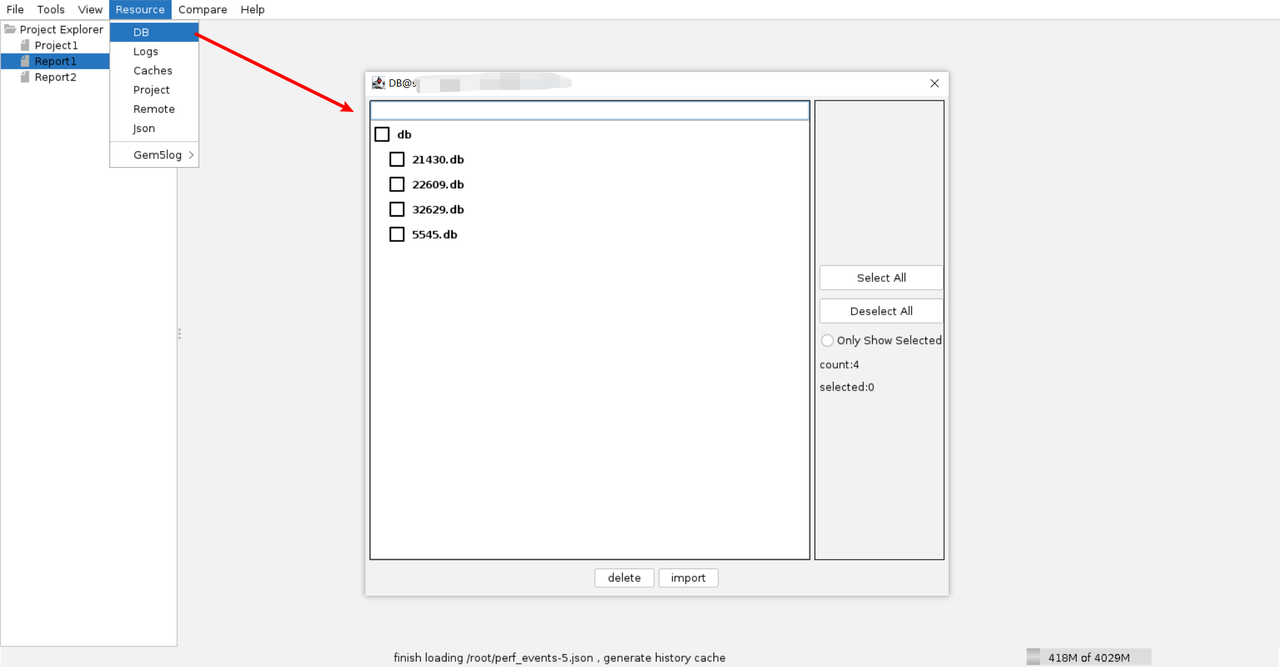 File Tools View Resource Compare Help
Project Explorer
Project1
Report1
Report2
DB
Logs
Caches
Project
Remote
Json
Gem5log
DB@s
db
21430.db
22609.db
32629.db
5545.db
Select All
Deselect All
Only Show Selected
count:4
selected:0
delete import
finish loading /root/perf_events-5.json , generate history cache
418M of 4029M